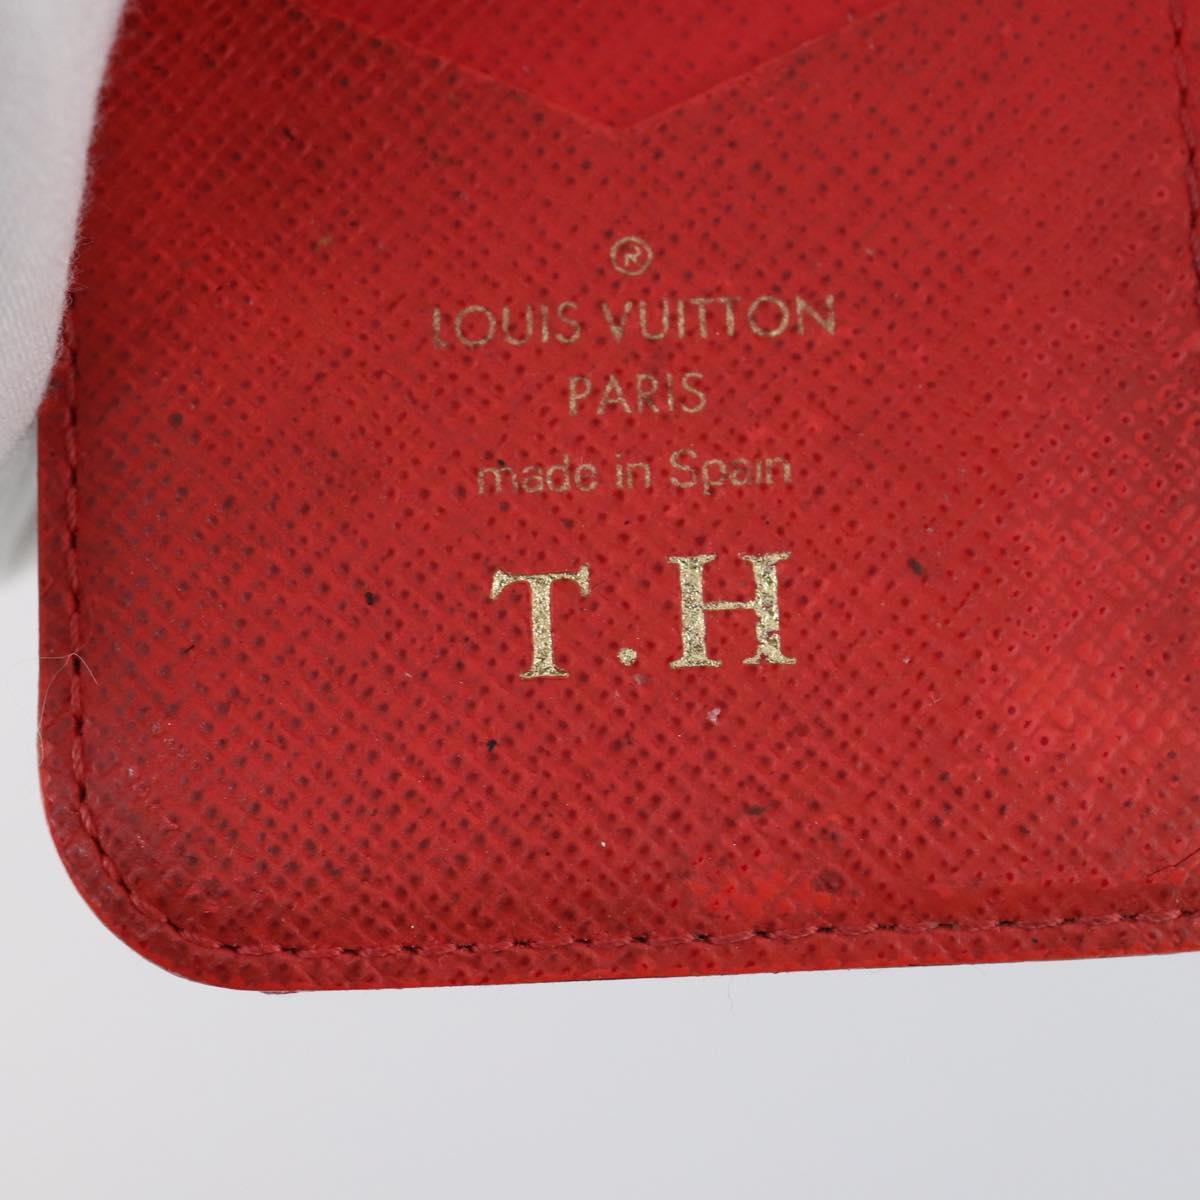 ®
LOUIS VUITTON
PARIS
made in Spain
T.H